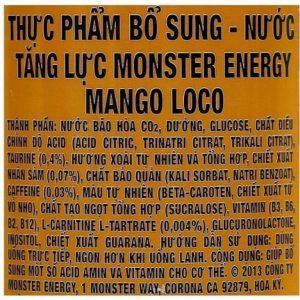 THỰC PHẨM BỔ SUNG - NƯỚC
TĂNG LỰC MONSTER ENERGY
MANGO LOCO
THÀNH PHẦN: NƯỚC BÃO HÒA CO₂, ĐƯỜNG, GLUCOSE, CHẤT ĐIỀU
CHỈNH ĐỘ ACID (ACID CITRIC, TRINATRI CITRAT, TRIKALI CITRAT),
TAURINE (0,4%), HƯƠNG XOÀI TỰ NHIÊN VÀ TỔNG HỢP, CHIẾT XUẤT
NHÂN SÂM (0,07%), CHẤT BẢO QUẢN (KALI SORBAT, NATRI BENZOAT),
CAFFEINE (0,03%), MÀU TỰ NHIÊN (BETA-CAROTEN, CHIẾT XUẤT TỪ
VỎ NHO), CHẤT TẠO NGỌT TỔNG HỢP (SUCRALOSE), VITAMIN (B3, B6,
B2, B12), L-CARNITINE L-TARTRATE (0,004%), GLUCURONOLACTONE,
INOSITOL, CHIẾT XUẤT GUARANA. HƯỚNG DẪN SỬ DỤNG: DÙNG
UỐNG TRỰC TIẾP, NGON HƠN KHI UỐNG LẠNH. CÔNG DỤNG: GIÚP BỔ
SUNG MỘT SỐ ACID AMIN VÀ VITAMIN CHO CƠ THỂ. © 2013 CÔNG TY
MONSTER ENERGY, 1 MONSTER WAY, CORONA CA 92879, HOA KỲ.